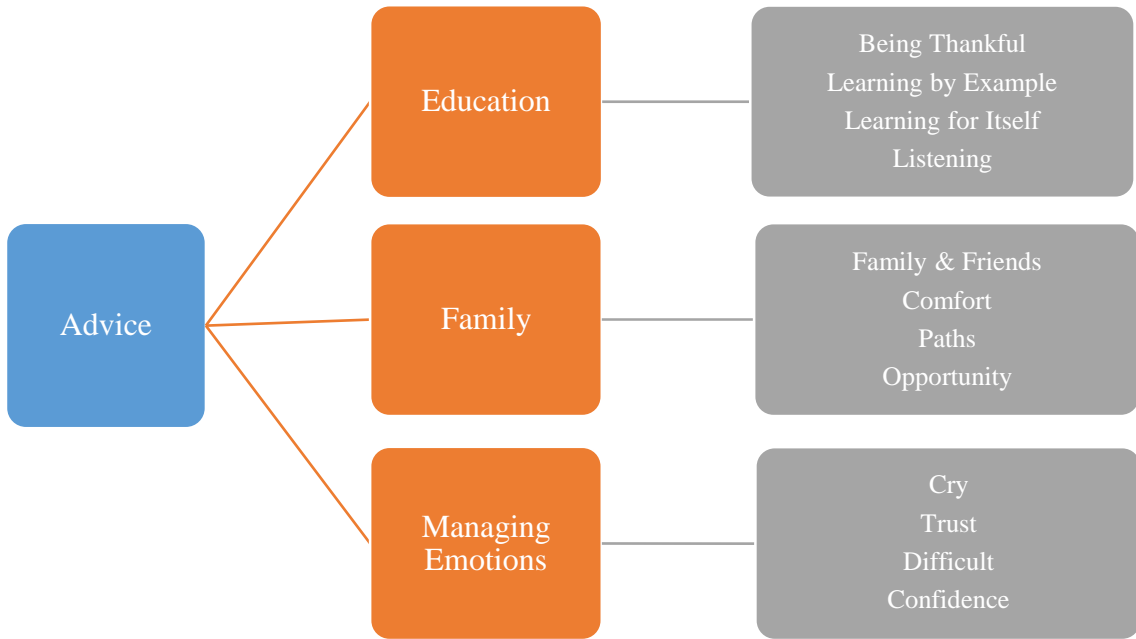 Advice
Education
Being Thankful
Learning by Example
Learning for Itself
Listening
Family
Family & Friends
Comfort
Paths
Opportunity
Managing
Emotions
Cry
Trust
Difficult
Confidence